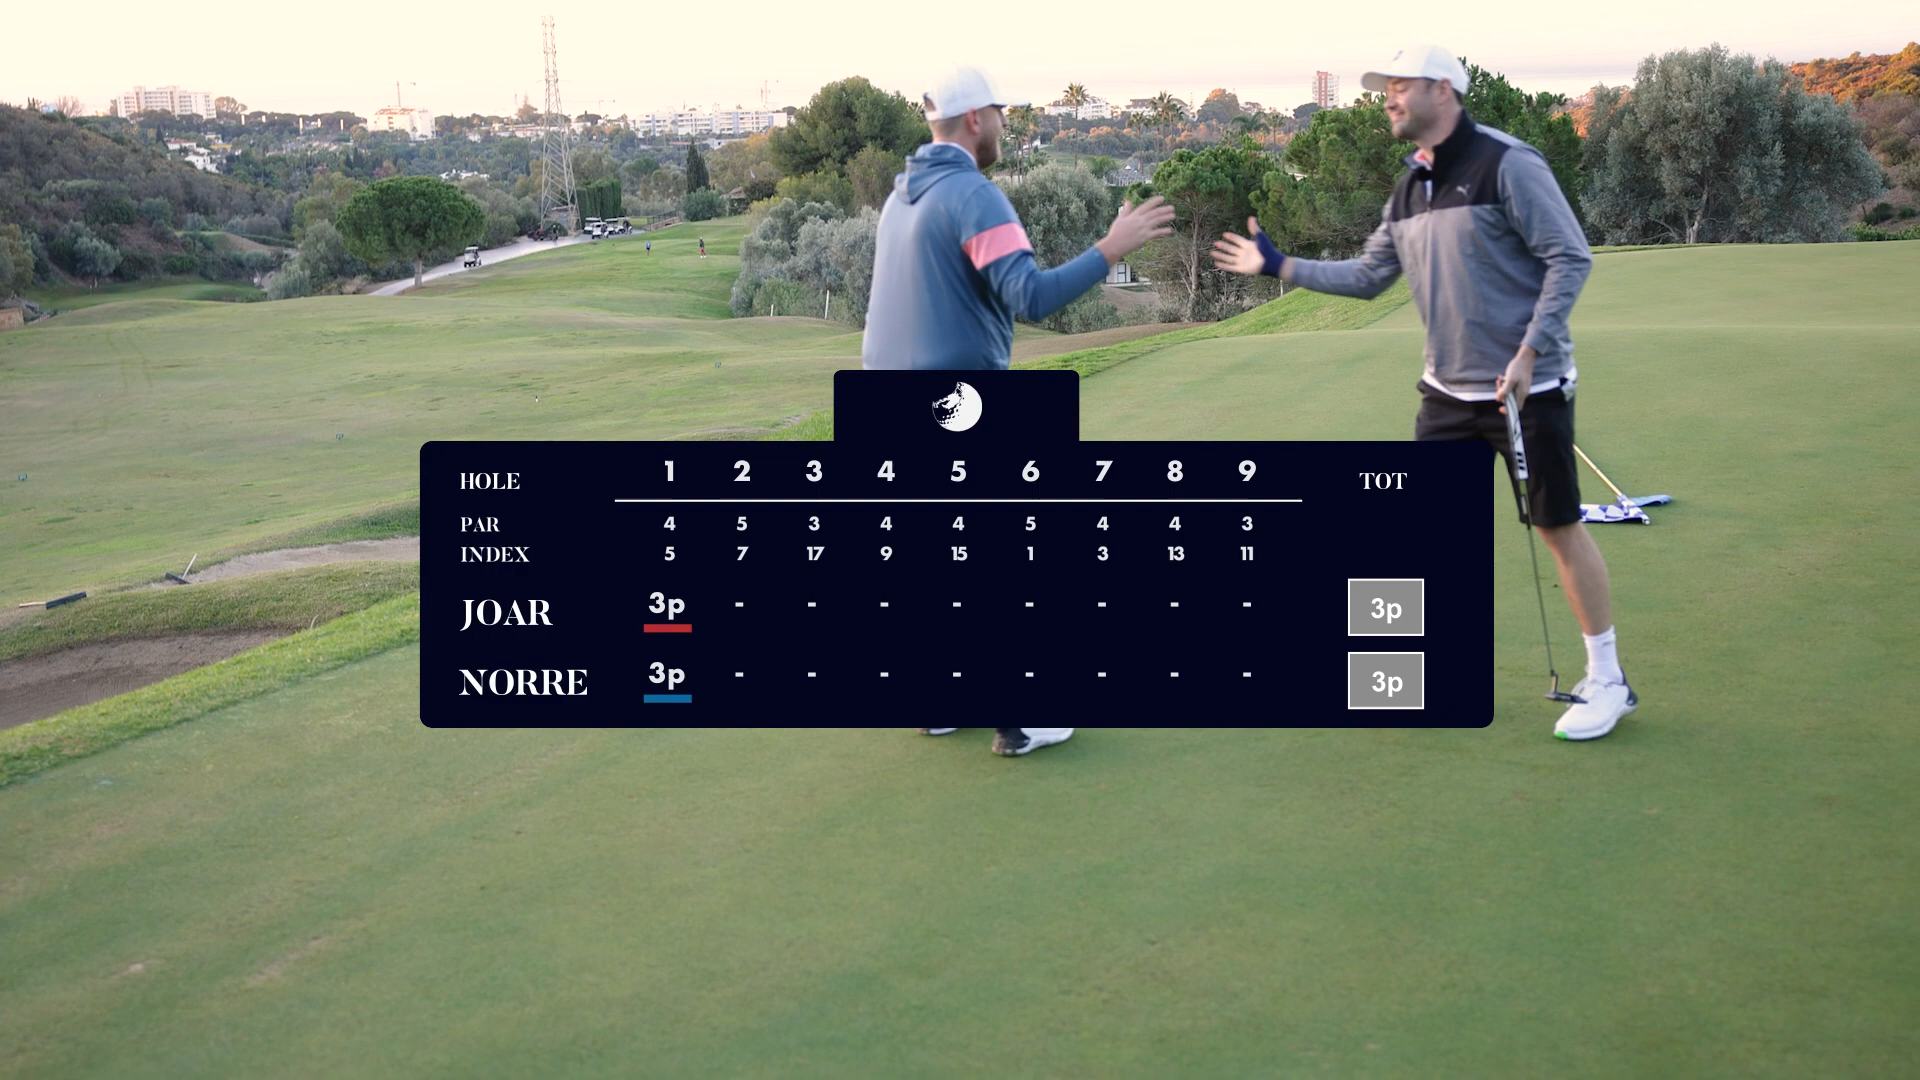 HOLE 1 2 3 4 5 6 7 8 9 TOT
PAR 4 5 3 4 4 5 4 4 3
INDEX 5 7 17 9 15 1 3 13 11
JOAR 3p - - - - - - - - 3p
NORRE 3p - - - - - - - - 3p